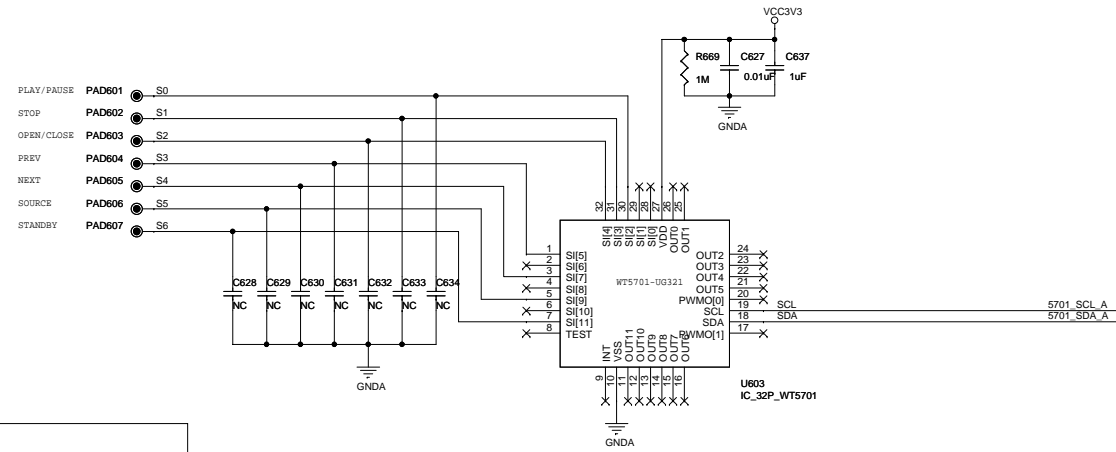 VCC3V3
R669
1M
C627
0.01uF
C637
1uF
GNDA
PLAY/PAUSE PAD601 S0
STOP PAD602 S1
OPEN/CLOSE PAD603 S2
PREV PAD604 S3
NEXT PAD605 S4
SOURCE PAD606 S5
STANDBY PAD607 S6
32 31 30 29 28 27 26 25
SI[4] SI[3] SI[2] SI[1] SI[0] VDD OUT0 OUT1
1 SI[5]
2 SI[6]
3 SI[7]
4 SI[8]
5 SI[9]
6 SI[10]
7 SI[11]
8 TEST
WT5701-UG321
OUT2 24
OUT3 23
OUT4 22
OUT5 21
PWMO[0] 20
SCL 19 SCL 5701_SCL_A
SDA 18 SDA 5701_SDA_A
PWMO[1] 17
INT VSS OUT11 OUT10 OUT9 OUT8 OUT7 OUT6
9 10 11 12 13 14 15 16
C628 C629 C630 C631 C632 C633 C634
NC NC NC NC NC NC NC
GNDA
U603
IC_32P_WT5701
GNDA